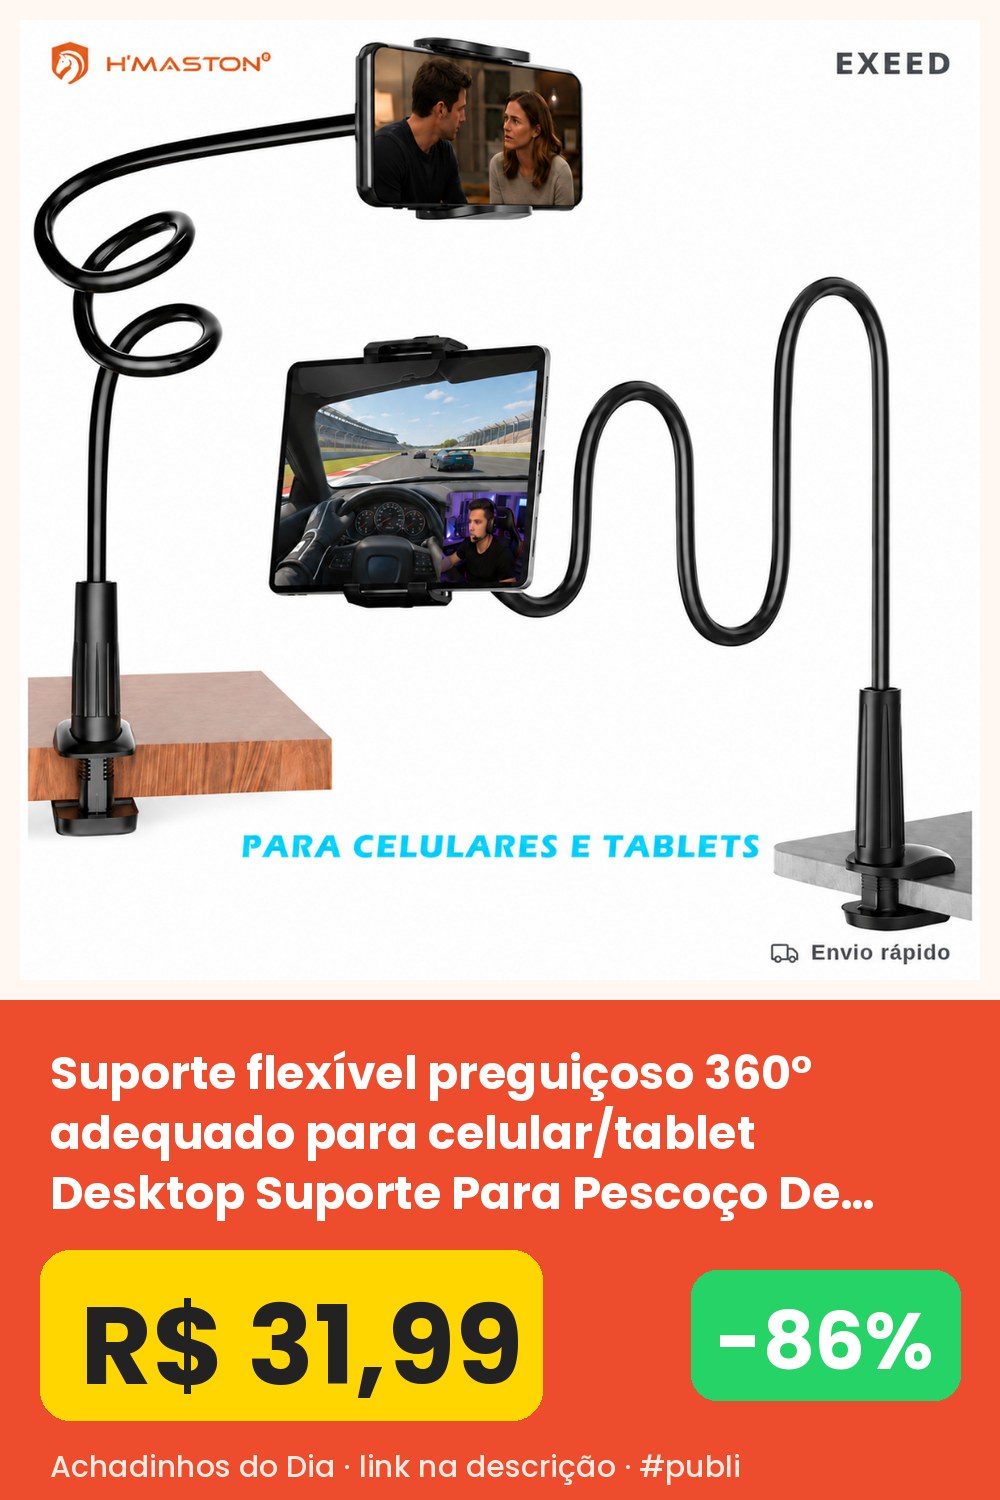 H'MASTON®
EXEED
PARA CELULARES E TABLETS
Envio rápido
Suporte flexível preguiçoso 360°
adequado para celular/tablet
Desktop Suporte Para Pescoço De...
R$ 31,99
-86%
Achadinhos do Dia · link na descrição · #publi